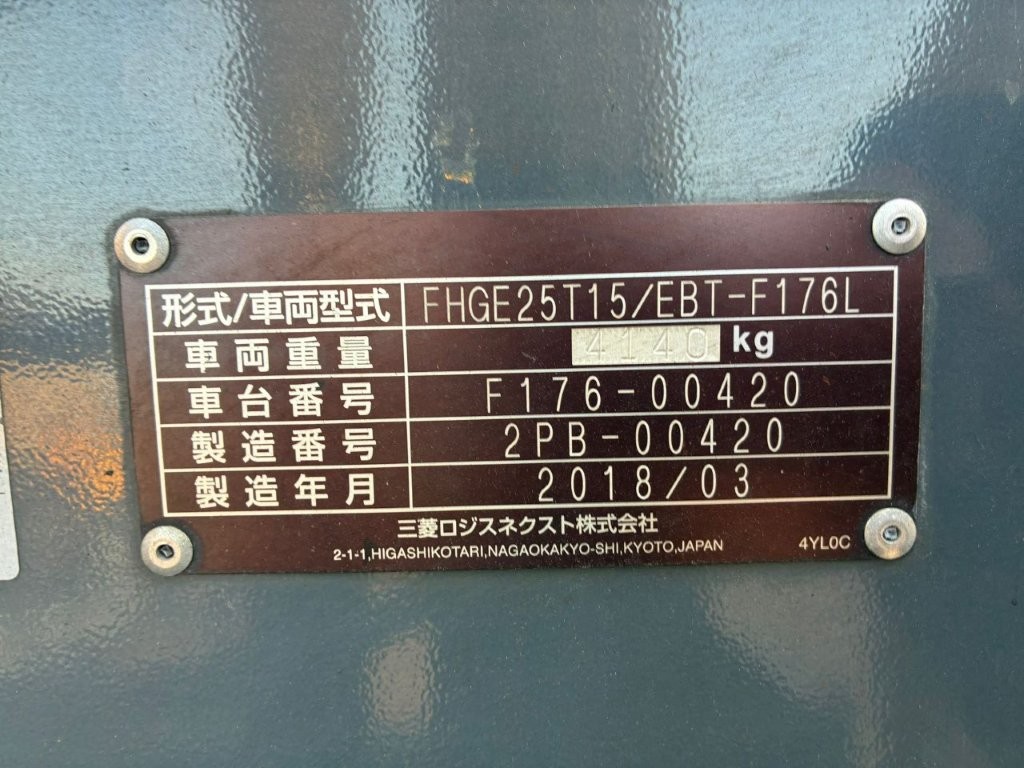 形式/車両型式 FHGE25T15/EBT-F176L
車両重量 4140 kg
車台番号 F176-00420
製造番号 2PB-00420
製造年月 2018/03
三菱ロジスネクスト株式会社
2-1-1,HIGASHIKOTARI,NAGAOKAKYO-SHI,KYOTO,JAPAN 4YL0C